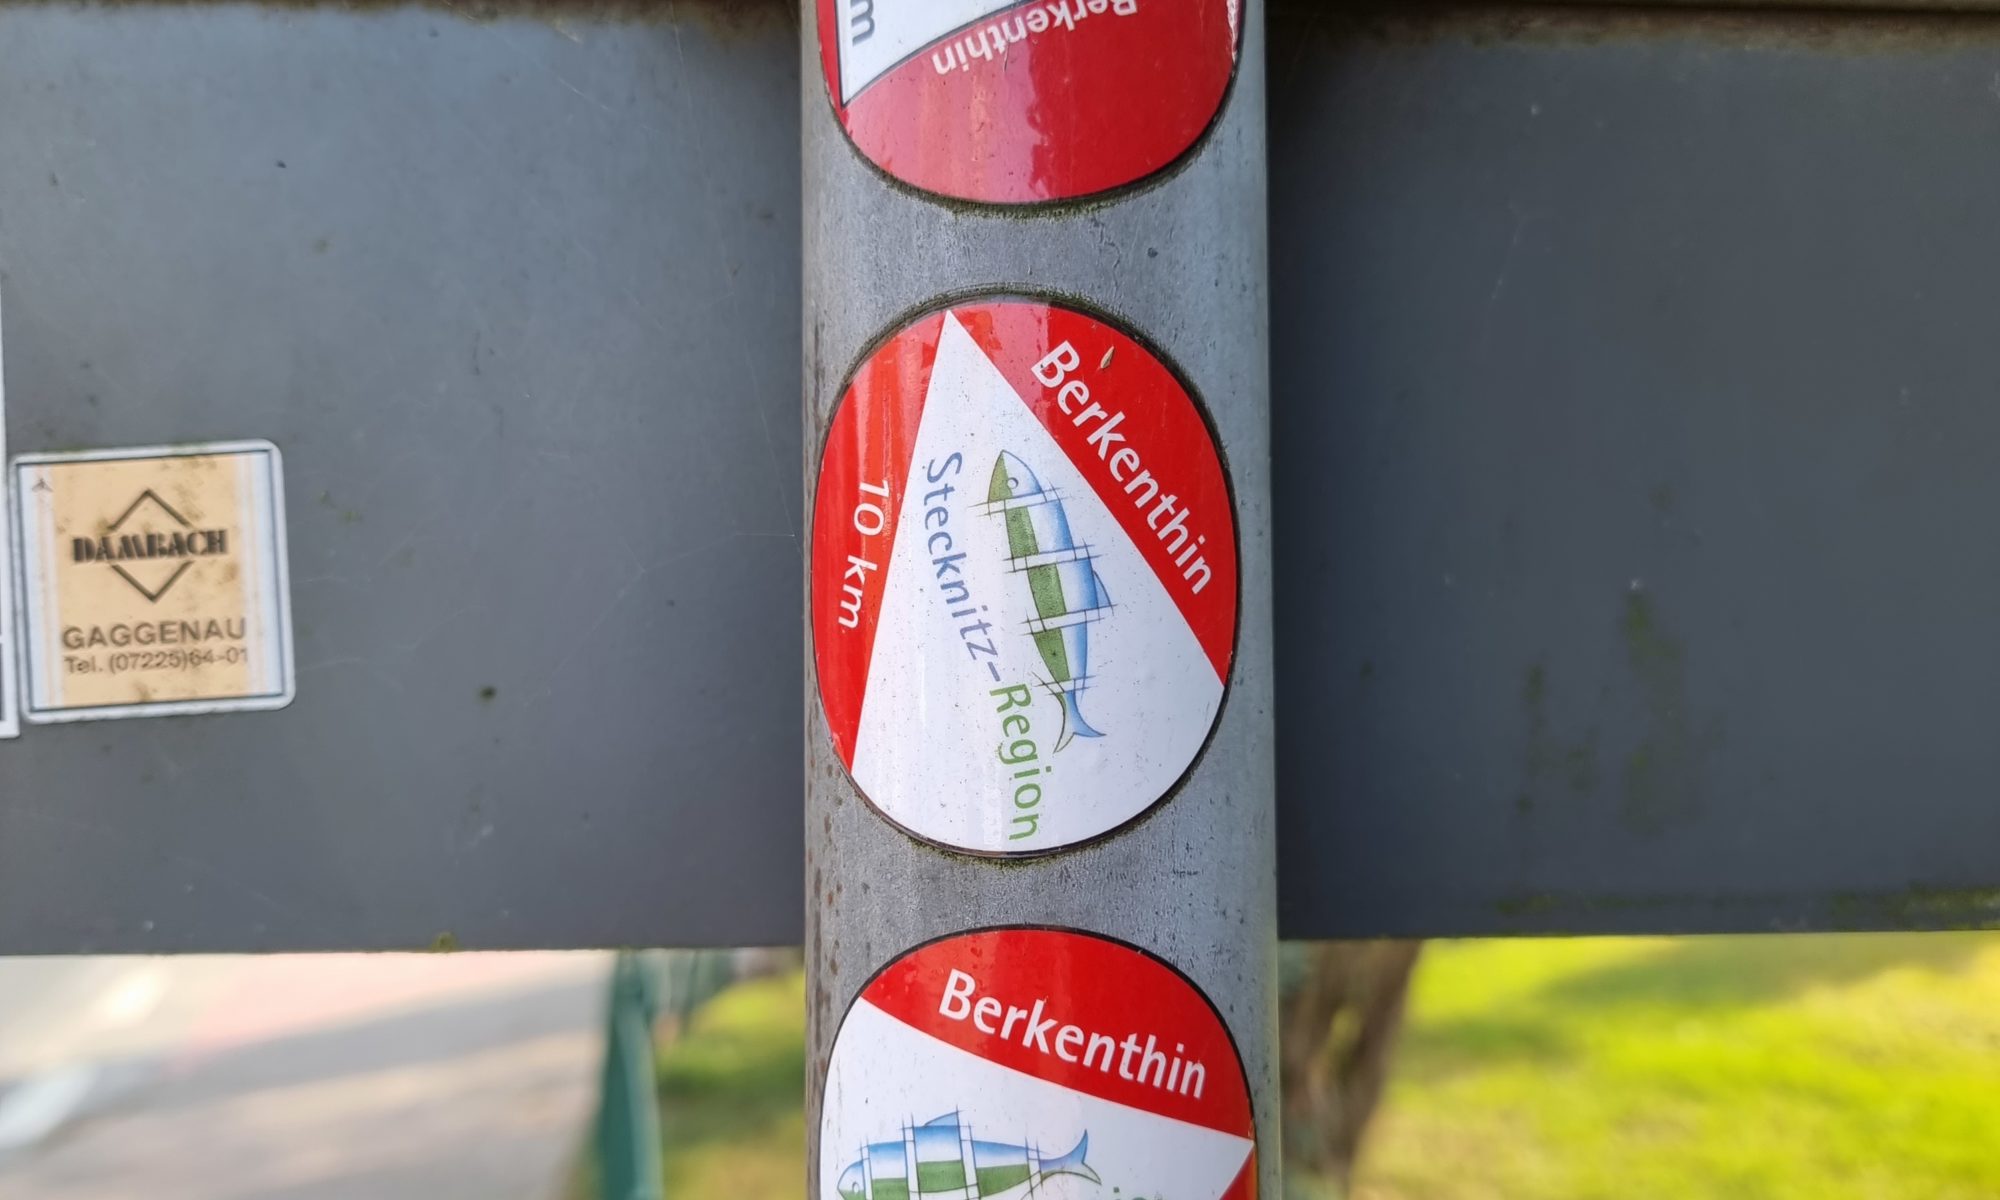 m
Berkenthin
Berkenthin
10 km
Stecknitz-Region
DAMBACH
GAGGENAU
Tel. (07225)64-01
Berkenthin